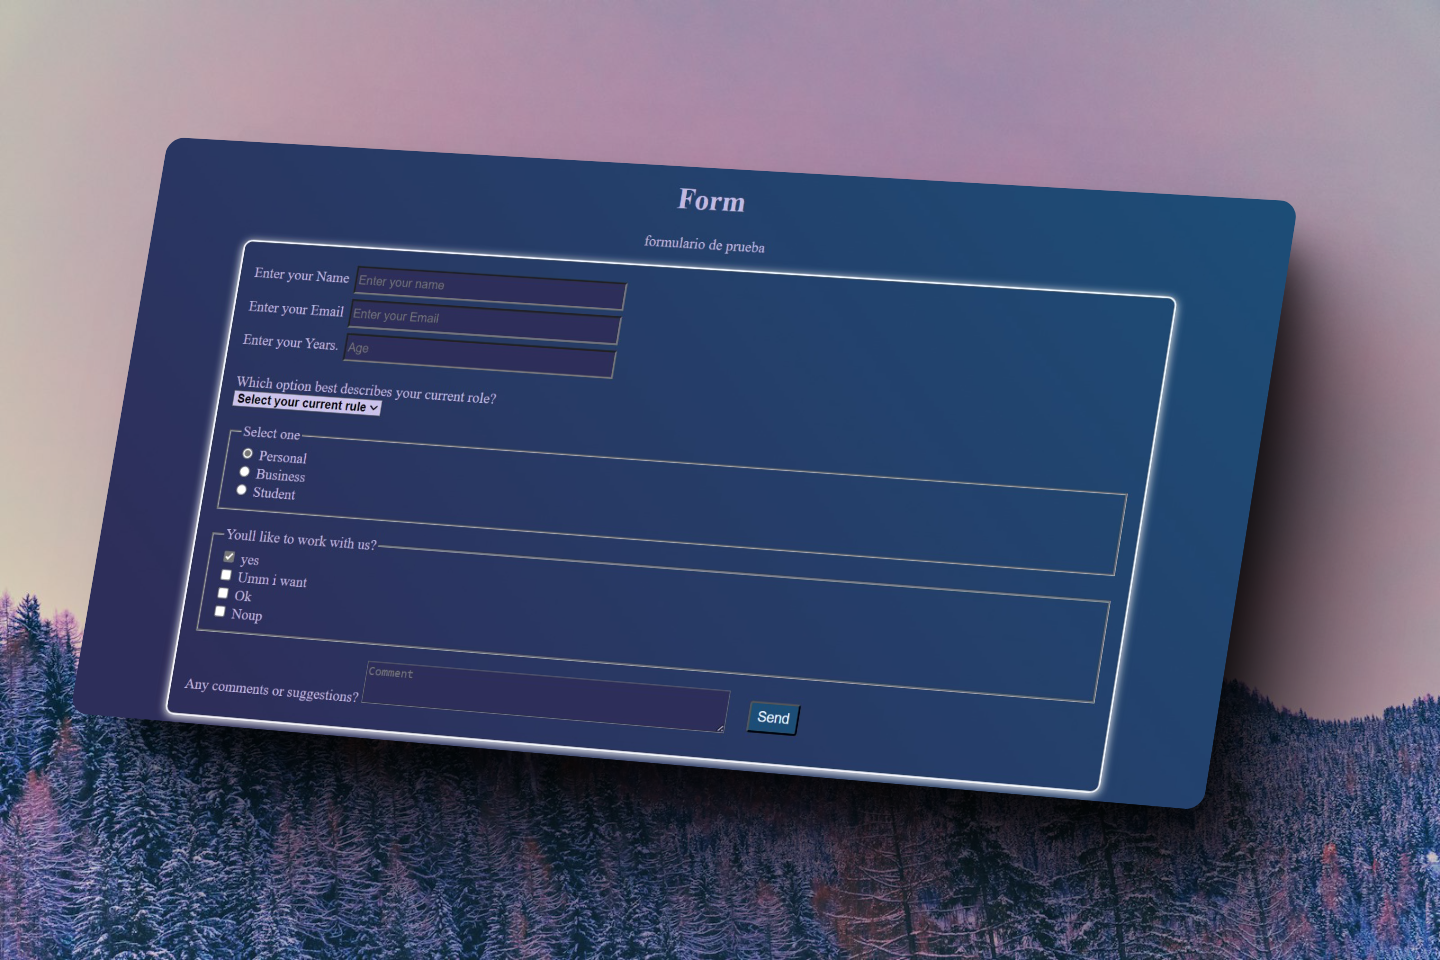 Form
formulario de prueba
Enter your Name Enter your name
Enter your Email Enter your Email
Enter your Years. Age
Which option best describes your current role?
Select your current rule
Select one
Personal
Business
Student
Youll like to work with us?
yes
Umm i want
Ok
Noup
Any comments or suggestions? Comment
Send